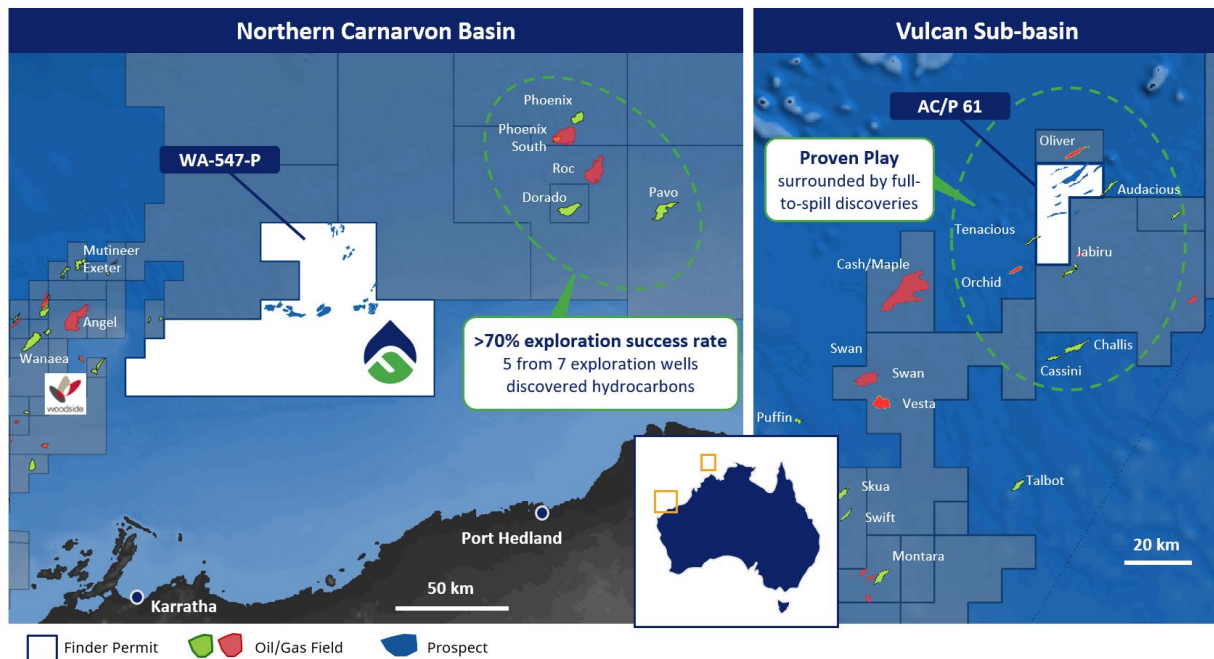 Northern Carnarvon Basin
WA-547-P
Phoenix
Phoenix
South
Roc
Dorado
Pavo
Mutineer
Exeter
Angel
Wanaea
woodside
>70% exploration success rate
5 from 7 exploration wells
discovered hydrocarbons
Port Hedland
Karratha
50 km
Vulcan Sub-basin
AC/P 61
Oliver
Proven Play
surrounded by full-
to-spill discoveries
Audacious
Tenacious
Jabiru
Cash/Maple
Orchid
Challis
Cassini
Swan
Swan
Vesta
Puffin
Skua
Swift
Talbot
Montara
20 km
Finder Permit
Oil/Gas Field
Prospect